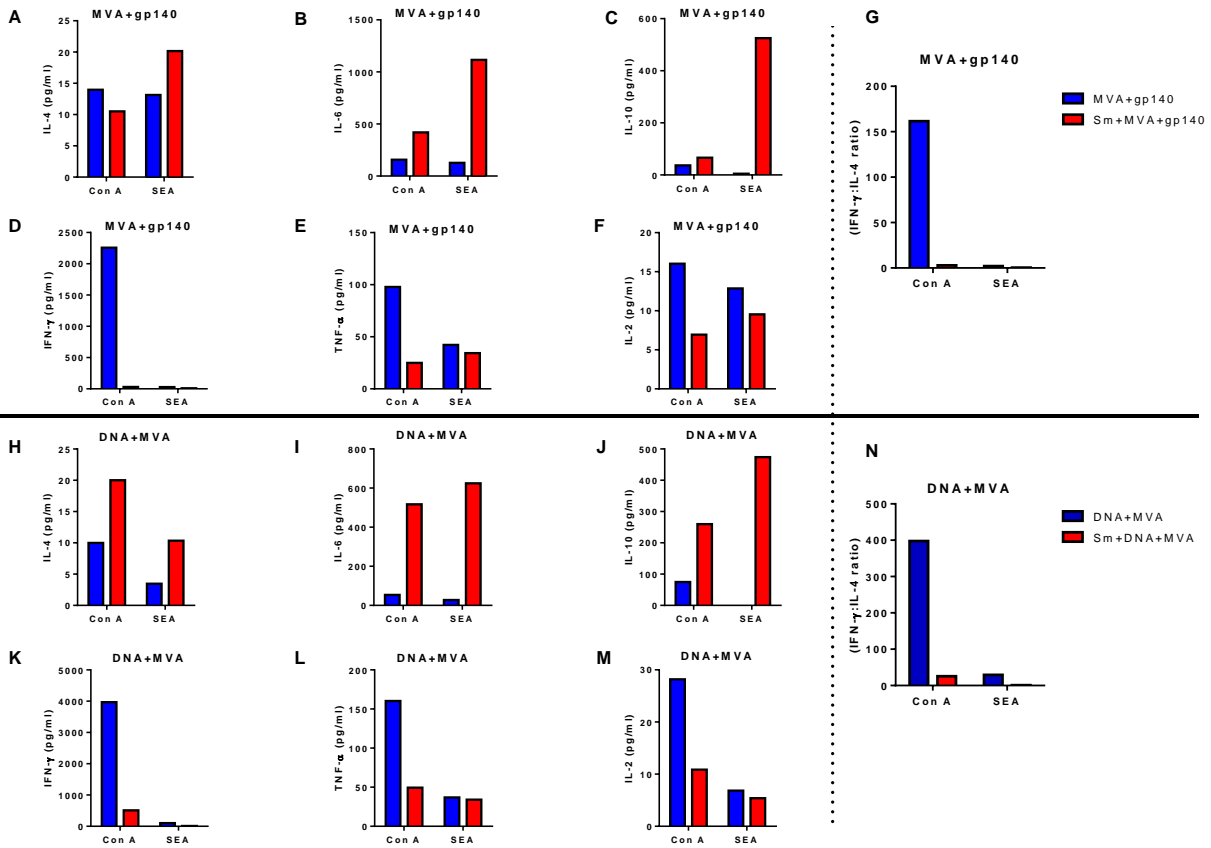 A
MVA+gp140
IL-4 (pg/ml)
25
20
15
10
5
0
Con A
SEA
B
MVA+gp140
IL-6 (pg/ml)
1500
1000
500
0
Con A
SEA
C
MVA+gp140
IL-10 (pg/ml)
600
400
200
0
Con A
SEA
G
MVA+gp140
(IFN-γ:IL-4 ratio)
200
150
100
50
0
Con A
SEA
MVA+gp140
Sm+MVA+gp140
D
MVA+gp140
IFN-γ (pg/ml)
2500
2000
1500
1000
500
0
Con A
SEA
E
MVA+gp140
TNF-α (pg/ml)
150
100
50
0
Con A
SEA
F
MVA+gp140
IL-2 (pg/ml)
20
15
10
5
0
Con A
SEA
H
DNA+MVA
IL-4 (pg/ml)
25
20
15
10
5
0
Con A
SEA
I
DNA+MVA
IL-6 (pg/ml)
800
600
400
200
0
Con A
SEA
J
DNA+MVA
IL-10 (pg/ml)
500
400
300
200
100
0
Con A
SEA
N
DNA+MVA
(IFN-γ:IL-4 ratio)
500
400
300
200
100
0
Con A
SEA
DNA+MVA
Sm+DNA+MVA
K
DNA+MVA
IFN-γ (pg/ml)
5000
4000
3000
2000
1000
0
Con A
SEA
L
DNA+MVA
TNF-α (pg/ml)
200
150
100
50
0
Con A
SEA
M
DNA+MVA
IL-2 (pg/ml)
30
20
10
0
Con A
SEA